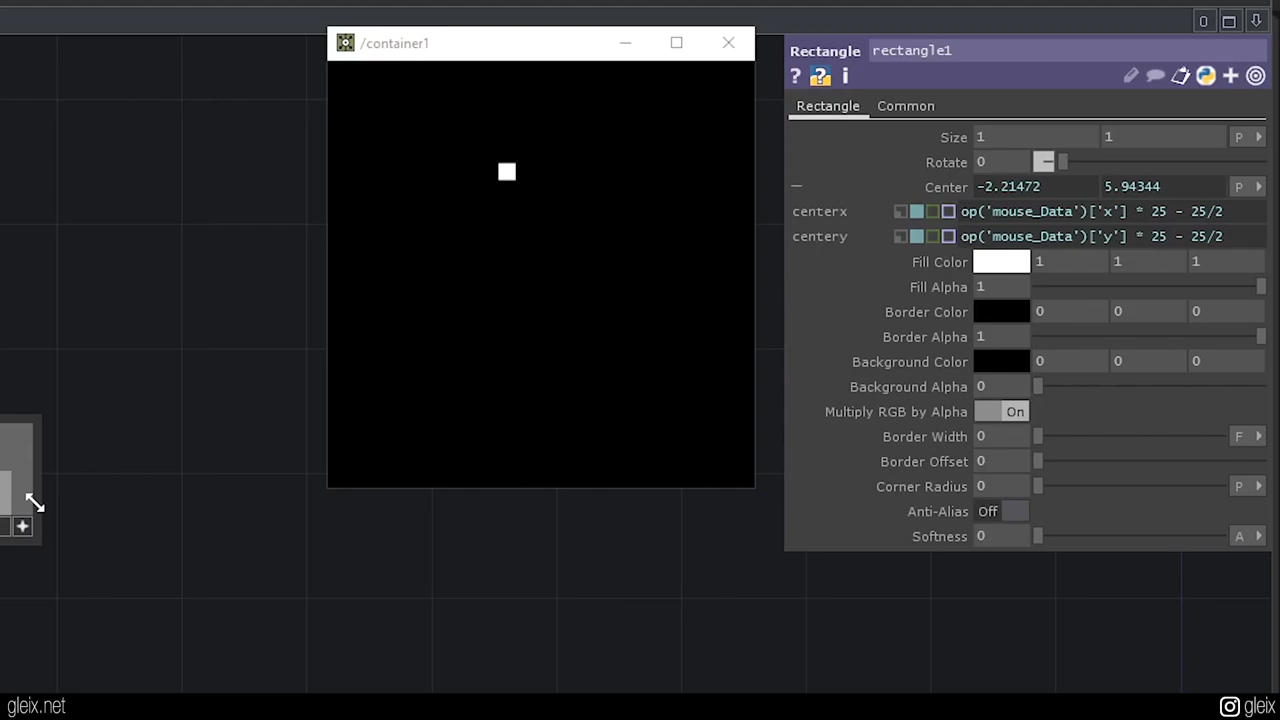 /container1
Rectangle rectangle1
? ? i
Rectangle Common
Size 1 1 P
Rotate 0
Center -2.21472 5.94344 P
centerx op('mouse_Data')['x'] * 25 - 25/2
centery op('mouse_Data')['y'] * 25 - 25/2
Fill Color 1 1 1
Fill Alpha 1
Border Color 0 0 0
Border Alpha 1
Background Color 0 0 0
Background Alpha 0
Multiply RGB by Alpha On
Border Width 0 F
Border Offset 0
Corner Radius 0 P
Anti-Alias Off
Softness 0 A
gleix.net
gleix